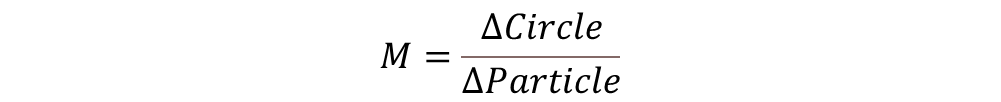 M = ΔCircle / ΔParticle